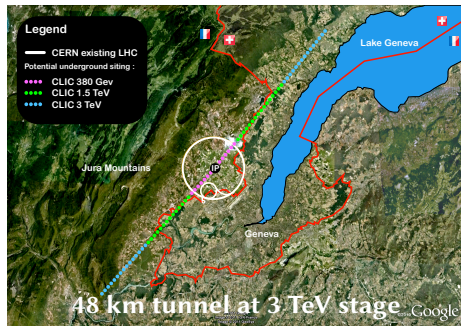 Legend
CERN existing LHC
Potential underground siting :
CLIC 380 Gev
CLIC 1.5 TeV
CLIC 3 TeV
Lake Geneva
Jura Mountains
IP
Geneva
48 km tunnel at 3 TeV stage
Google